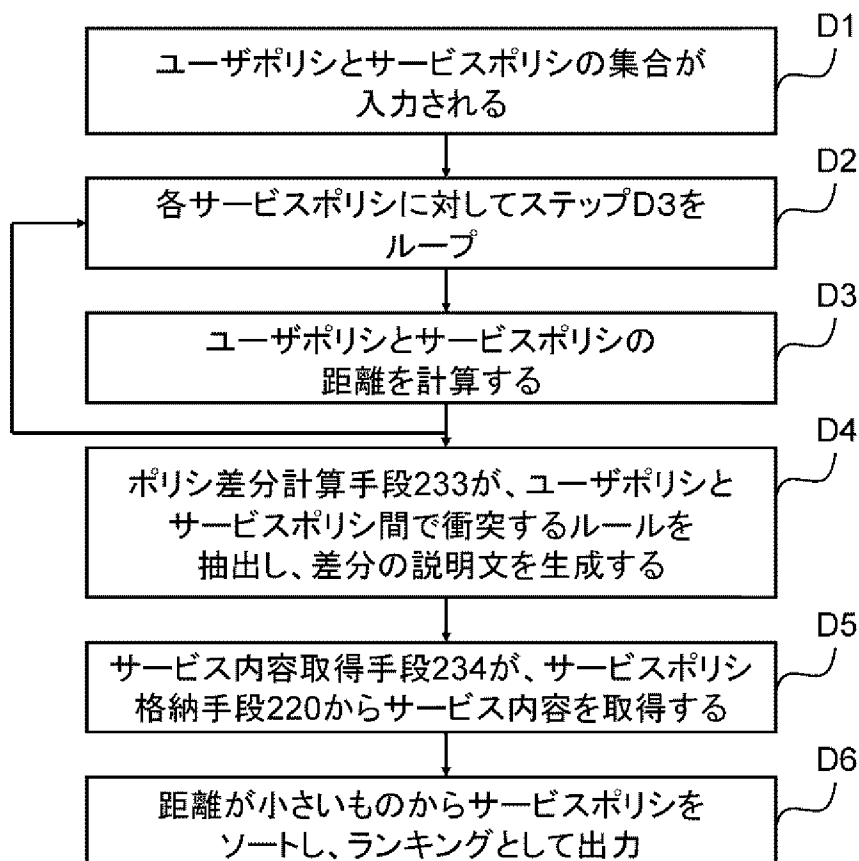 D1
ユーザポリシとサービスポリシの集合が
入力される
D2
各サービスポリシに対してステップD3を
ループ
D3
ユーザポリシとサービスポリシの
距離を計算する
D4
ポリシ差分計算手段233が、ユーザポリシと
サービスポリシ間で衝突するルールを
抽出し、差分の説明文を生成する
D5
サービス内容取得手段234が、サービスポリシ
格納手段220からサービス内容を取得する
D6
距離が小さいものからサービスポリシを
ソートし、ランキングとして出力